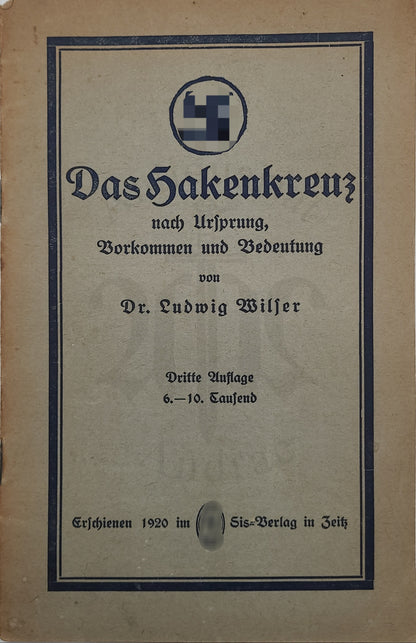 Das Hakenkreuz
nach Ursprung,
Vorkommen und Bedeutung
von
Dr. Ludwig Wilser
Dritte Auflage
6.—10. Tausend
Erschienen 1920 im Sis-Verlag in Zeitz